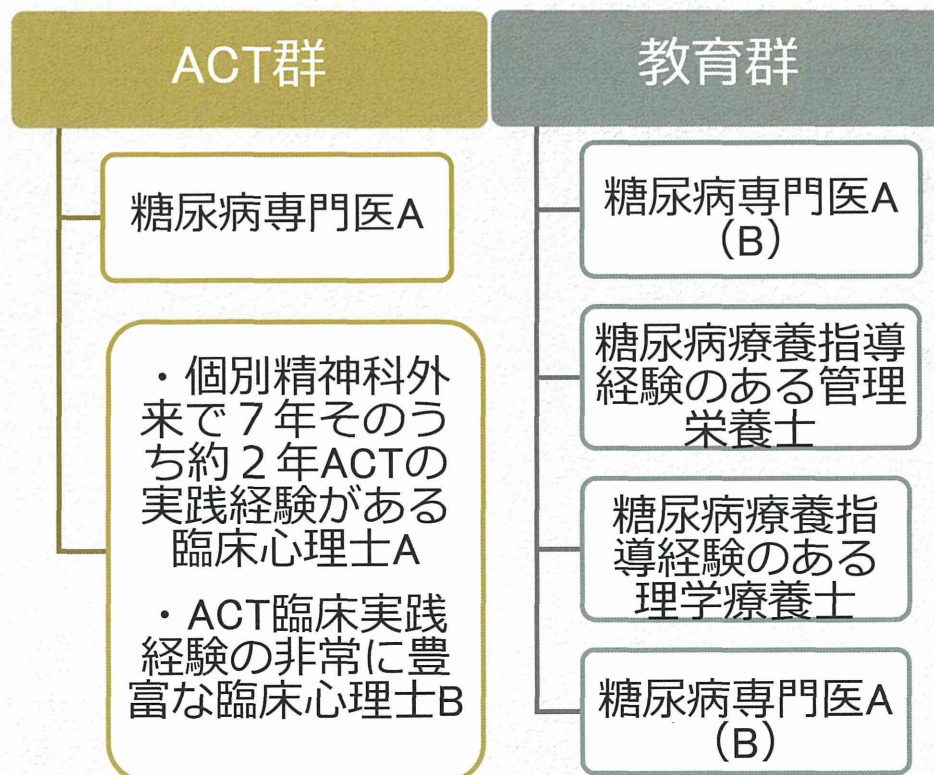 ACT群
糖尿病専門医A
・個別精神科外
来で７年そのう
ち約２年ACTの
実践経験がある
臨床心理士A
・ACT臨床実践
経験の非常に豊
富な臨床心理士B
教育群
糖尿病専門医A
（B）
糖尿病療養指導
経験のある管理
栄養士
糖尿病療養指
導経験のある
理学療養士
糖尿病専門医A
（B）